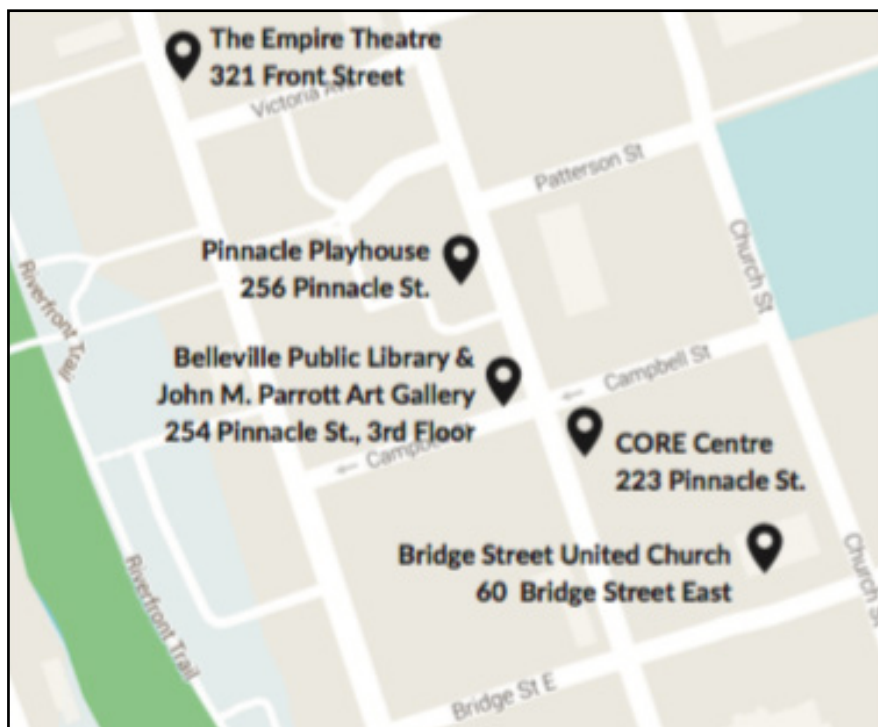 The Empire Theatre
321 Front Street
Victoria Av
Patterson St
Pinnacle Playhouse
256 Pinnacle St.
Church St
Riverfront Trail
Belleville Public Library &
John M. Parrott Art Gallery
254 Pinnacle St., 3rd Floor
Campbell St
← Campbell
CORE Centre
223 Pinnacle St.
Bridge Street United Church
60 Bridge Street East
Church St
Riverfront Trail
Bridge St E